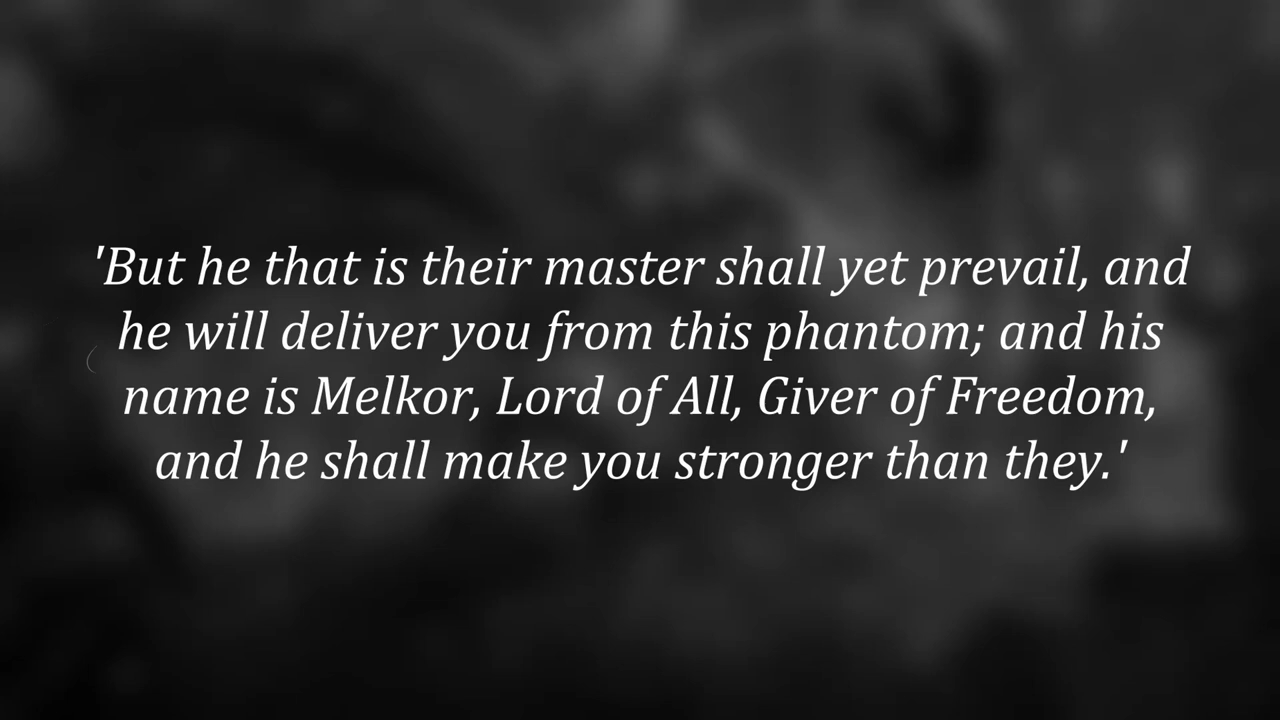 'But he that is their master shall yet prevail, and
he will deliver you from this phantom; and his
name is Melkor, Lord of All, Giver of Freedom,
and he shall make you stronger than they.'